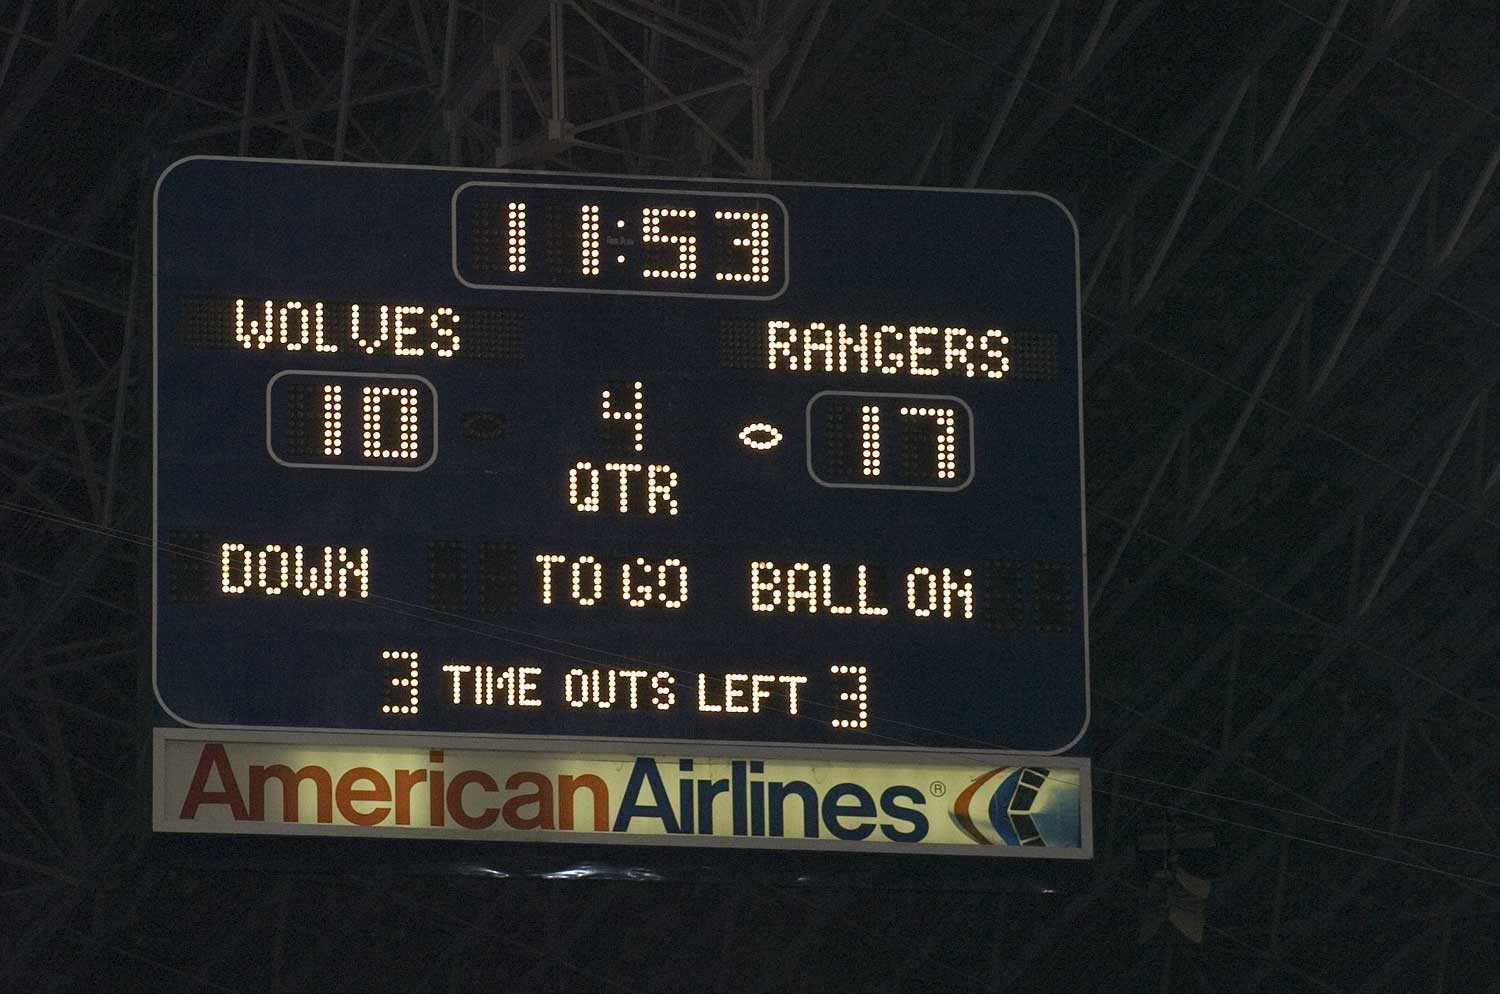 11:53
WOLVES RANGERS
10 4 17
QTR
DOWN TO GO BALL ON
3 TIME OUTS LEFT 3
AmericanAirlines®